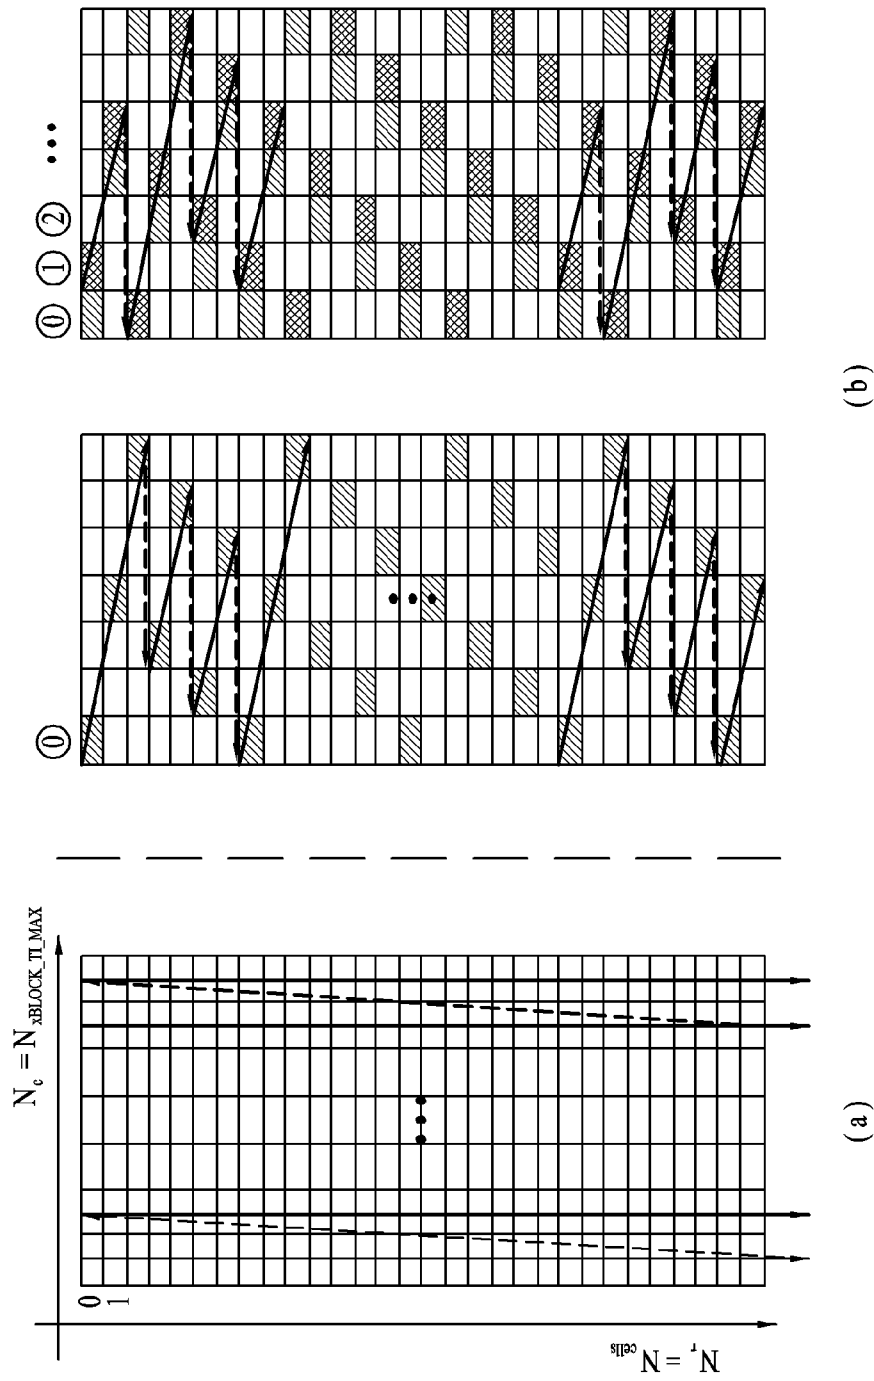 N_c = N_xBLOCK_TI_MAX
N_r = N_cells
0
1
(a)
⓪
⓪ ① ② •••
(b)